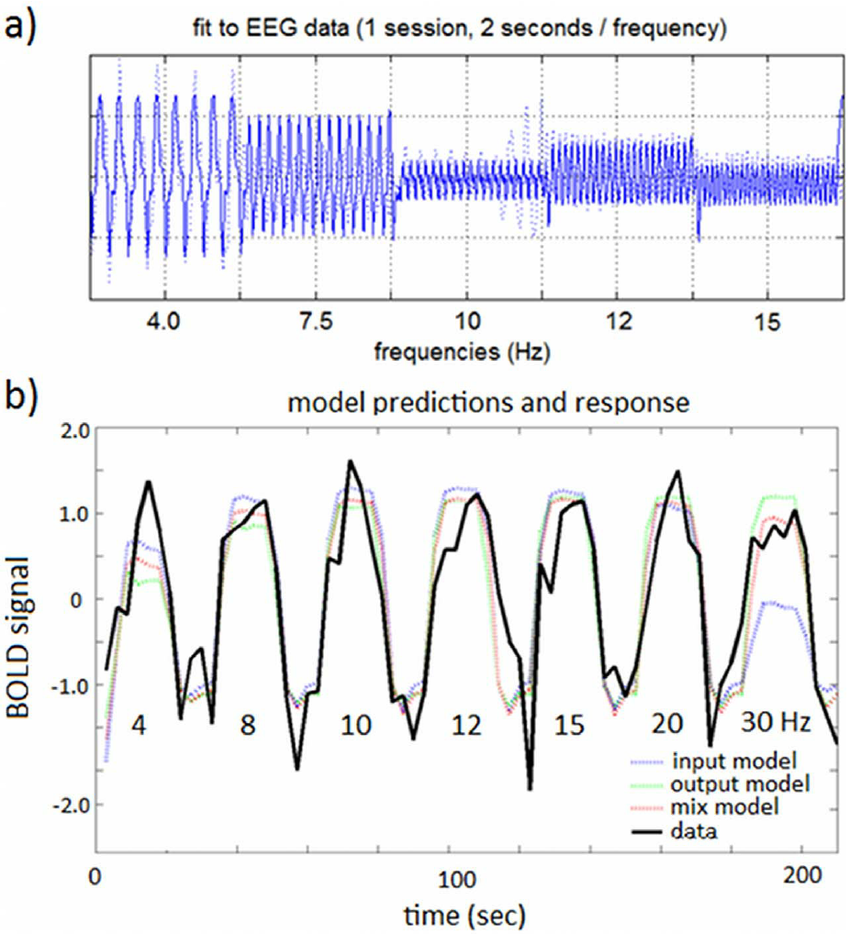 a)
fit to EEG data (1 session, 2 seconds / frequency)
4.0 7.5 10 12 15
frequencies (Hz)
b)
model predictions and response
2.0
1.0
0
-1.0
-2.0
BOLD signal
4 8 10 12 15 20 30 Hz
input model
output model
mix model
data
0 100 200
time (sec)